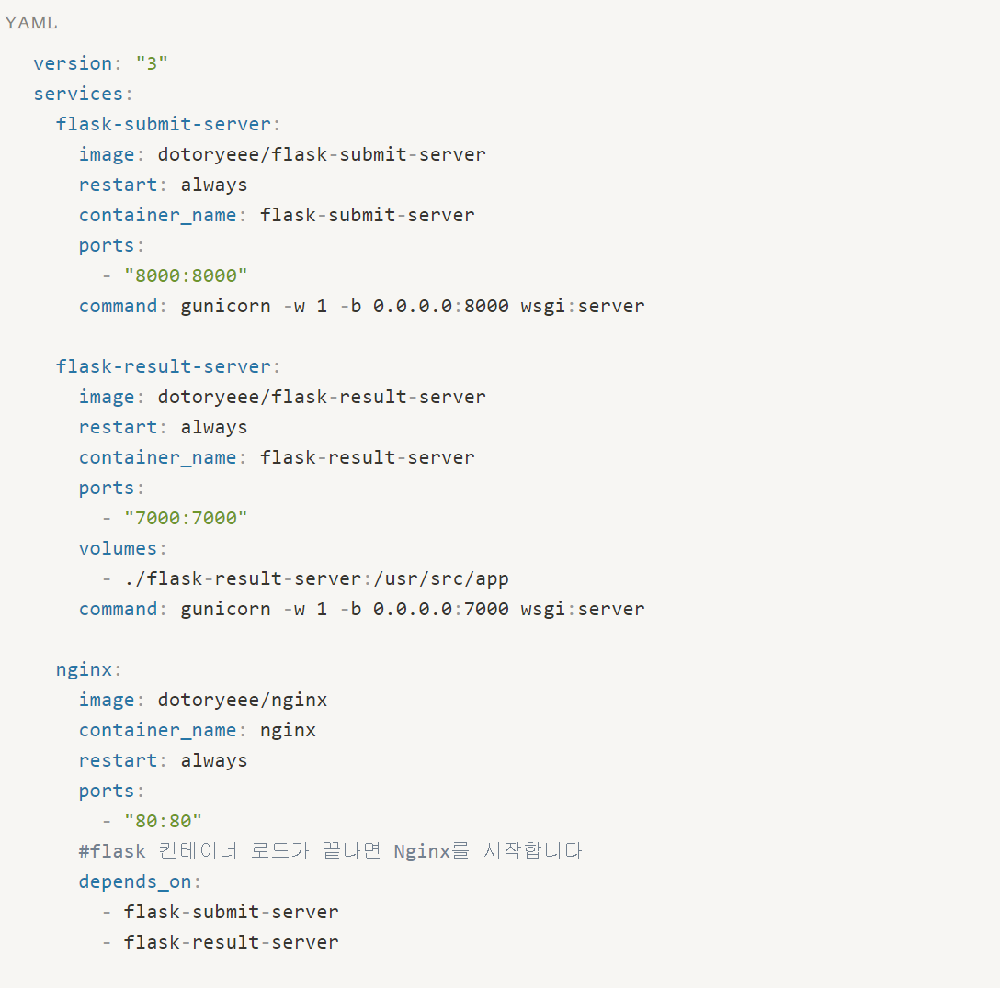 YAML
version: "3"
services:
flask-submit-server:
image: dotoryeee/flask-submit-server
restart: always
container_name: flask-submit-server
ports:
- "8000:8000"
command: gunicorn -w 1 -b 0.0.0.0:8000 wsgi:server
flask-result-server:
image: dotoryeee/flask-result-server
restart: always
container_name: flask-result-server
ports:
- "7000:7000"
volumes:
- ./flask-result-server:/usr/src/app
command: gunicorn -w 1 -b 0.0.0.0:7000 wsgi:server
nginx:
image: dotoryeee/nginx
container_name: nginx
restart: always
ports:
- "80:80"
#flask 컨테이너 로드가 끝나면 Nginx를 시작합니다
depends_on:
- flask-submit-server
- flask-result-server